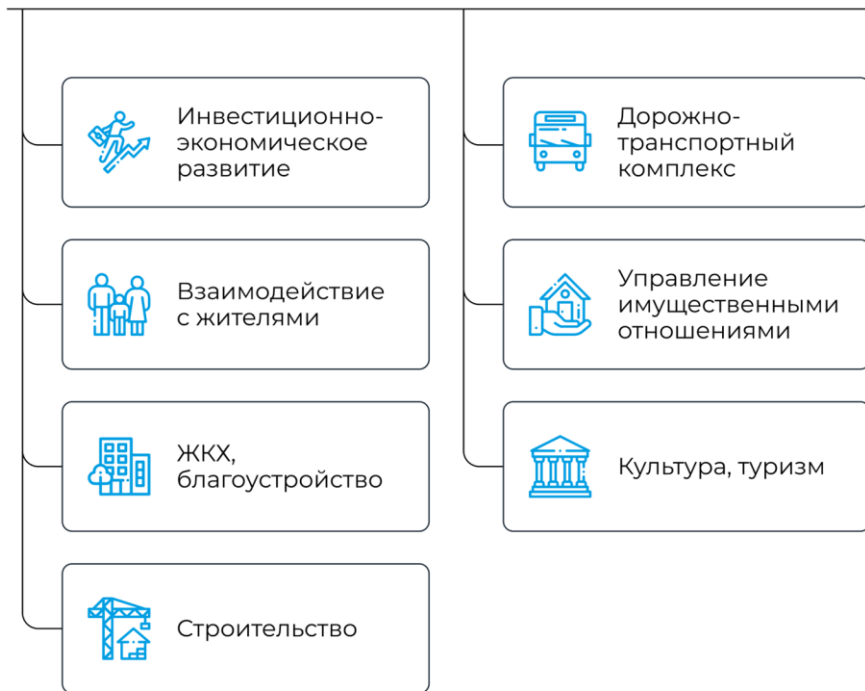 Инвестиционно-
экономическое
развитие
Взаимодействие
с жителями
ЖКХ,
благоустройство
Строительство
Дорожно-
транспортный
комплекс
Управление
имущественными
отношениями
Культура, туризм